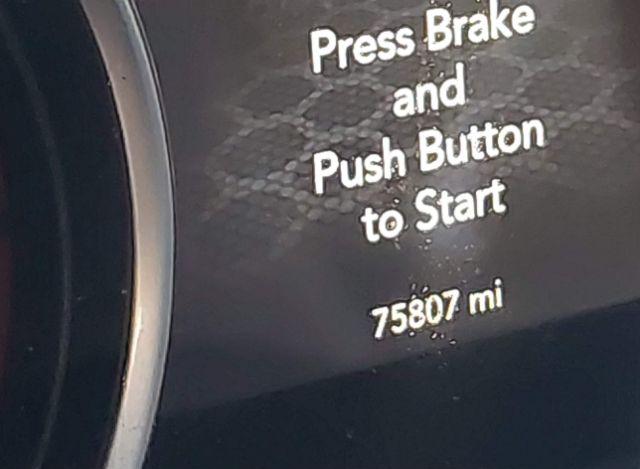 Press Brake
and
Push Button
to Start
75807 mi